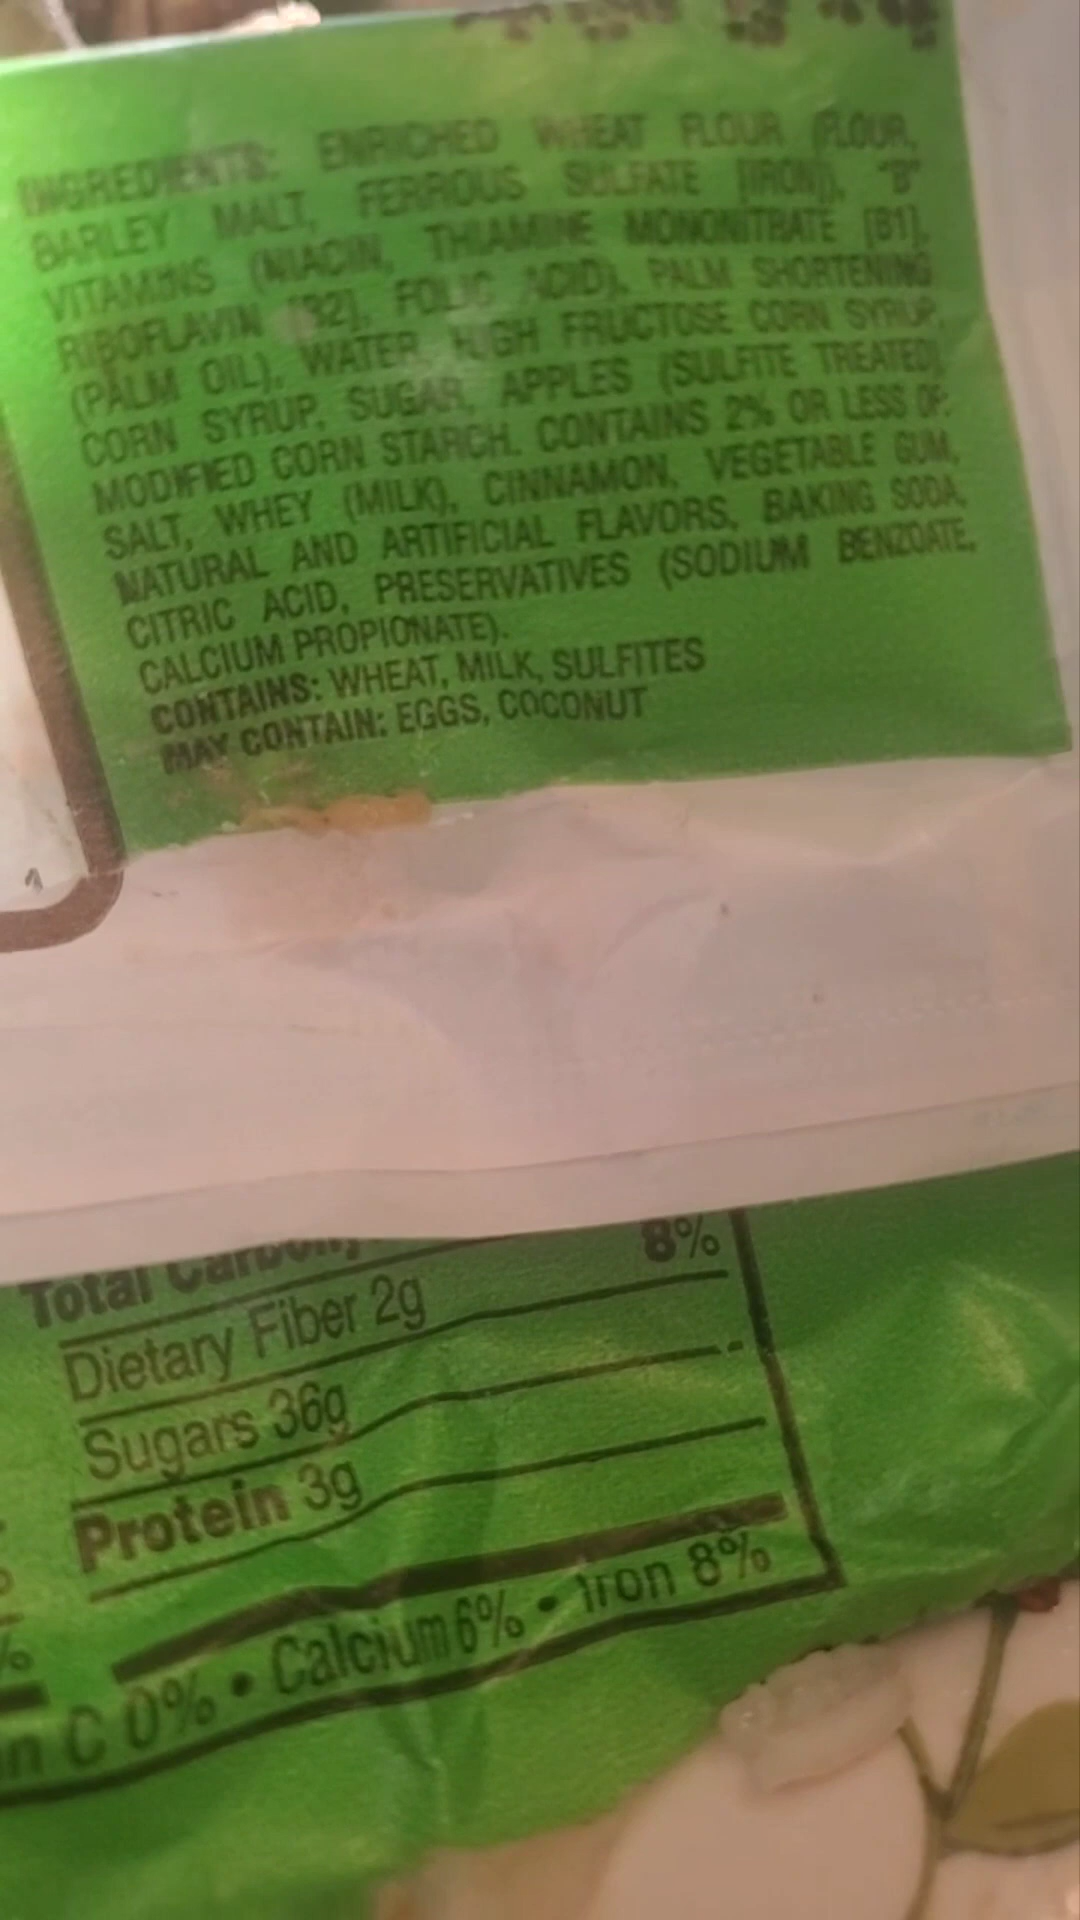 INGREDIENTS: ENRICHED WHEAT FLOUR (FLOUR,
BARLEY MALT, FERROUS SULFATE [IRON]), "B"
VITAMINS (NIACIN, THIAMINE MONONITRATE [B1],
RIBOFLAVIN [B2], FOLIC ACID), PALM SHORTENING
(PALM OIL), WATER, HIGH FRUCTOSE CORN SYRUP,
CORN SYRUP, SUGAR, APPLES (SULFITE TREATED),
MODIFIED CORN STARCH. CONTAINS 2% OR LESS OF:
SALT, WHEY (MILK), CINNAMON, VEGETABLE GUM,
NATURAL AND ARTIFICIAL FLAVORS, BAKING SODA,
CITRIC ACID, PRESERVATIVES (SODIUM BENZOATE,
CALCIUM PROPIONATE).
CONTAINS: WHEAT, MILK, SULFITES
MAY CONTAIN: EGGS, COCONUT
Total 8%
Dietary Fiber 2g
Sugars 36g
Protein 3g
C 0% • Calcium 6% • Iron 8%